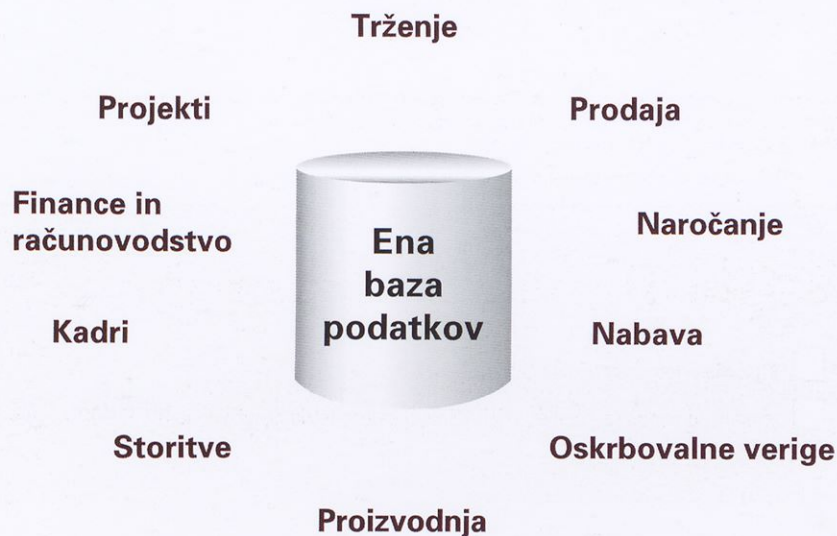 Trženje
Projekti
Prodaja
Finance in
računovodstvo
Ena
baza
podatkov
Naročanje
Kadri
Nabava
Storitve
Oskrbovalne verige
Proizvodnja